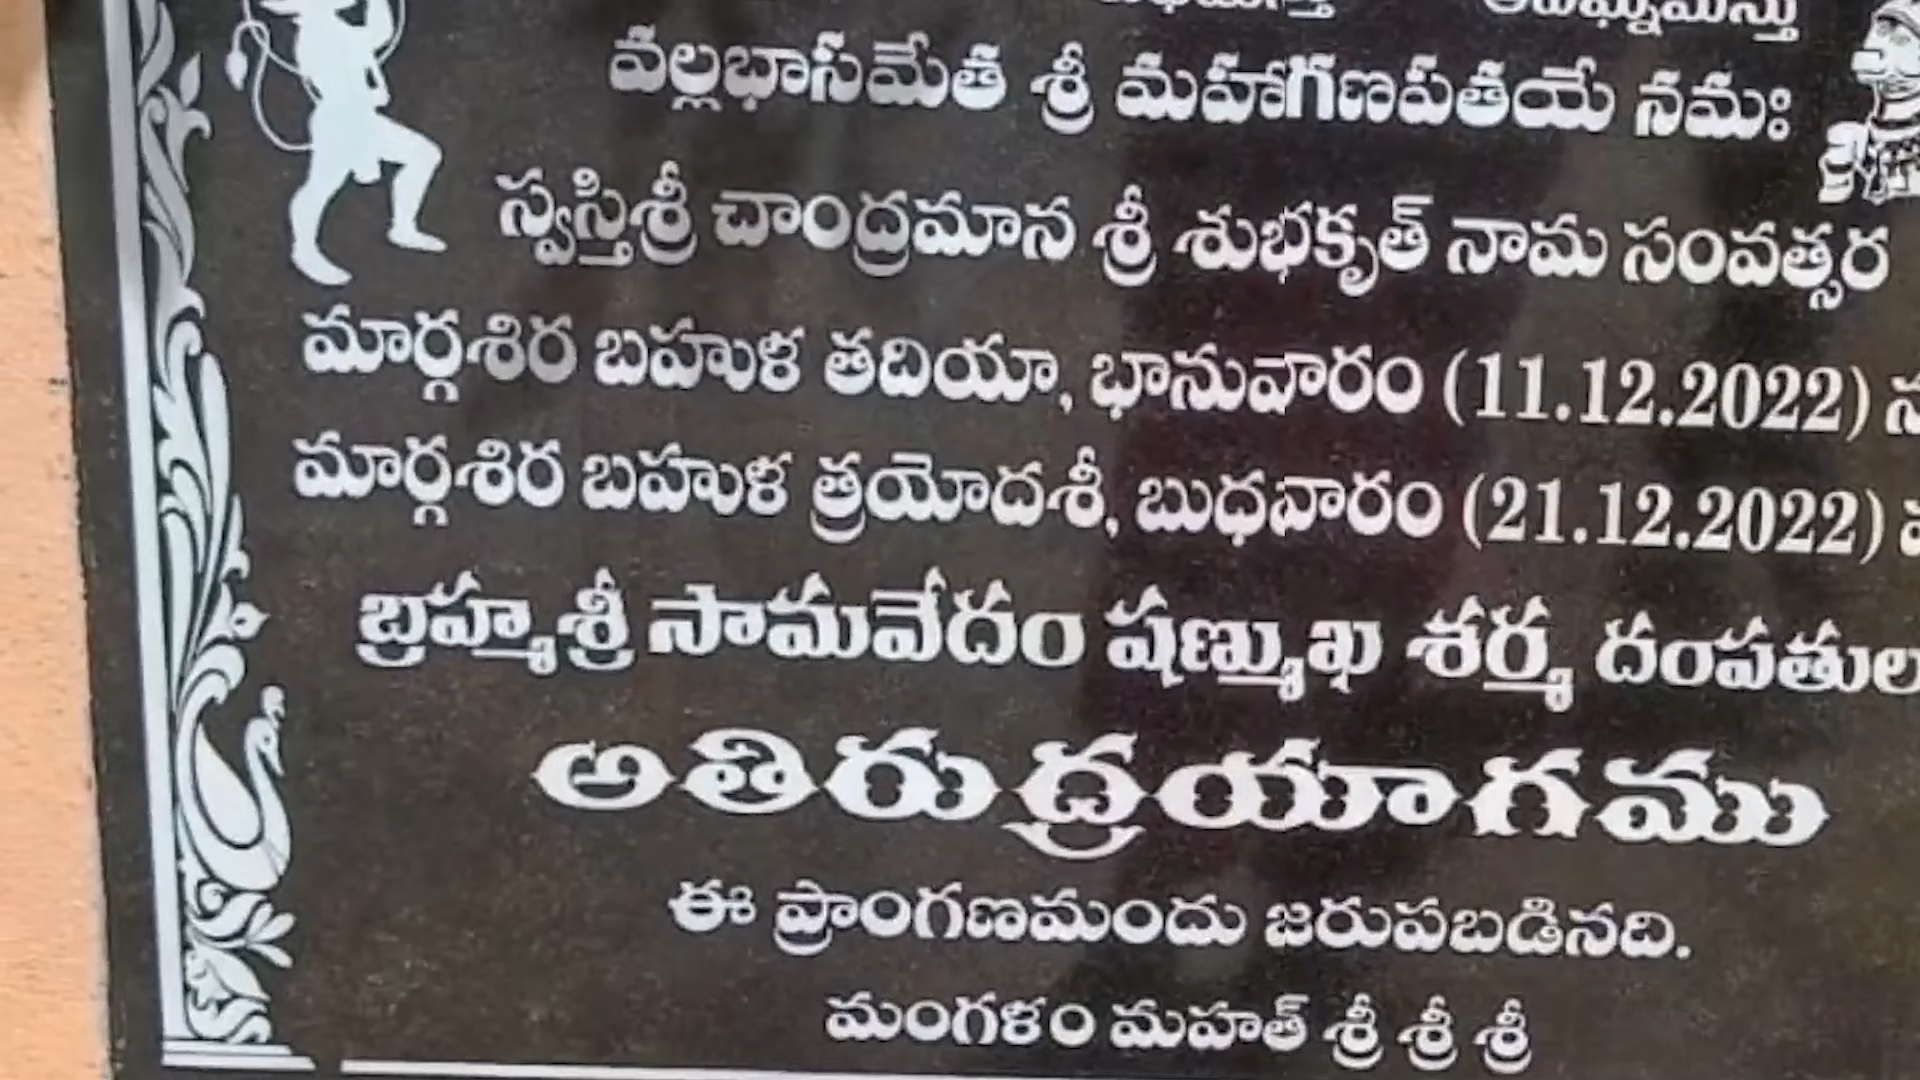 వల్లభాసమేత శ్రీ మహాగణపతయే నమః
స్వస్తిశ్రీ చాంద్రమాన శ్రీ శుభకృత్ నామ సంవత్సర
మార్గశిర బహుళ తదియా, భానువారం (11.12.2022)
మార్గశిర బహుళ త్రయోదశీ, బుధవారం (21.12.2022)
బ్రహ్మశ్రీ సామవేదం షణ్ముఖ శర్మ దంపతుల
అతిరుద్రయాగము
ఈ ప్రాంగణమందు జరుపబడినది.
మంగళం మహత్ శ్రీ శ్రీ శ్రీ